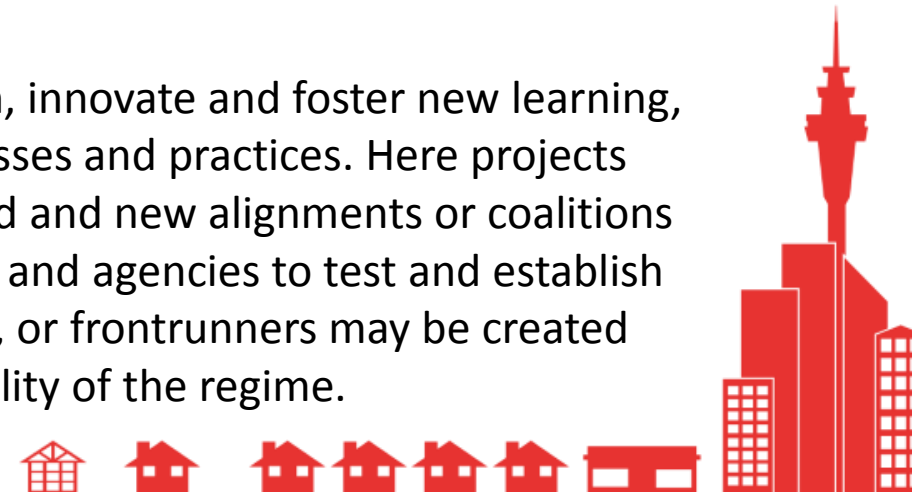 , innovate and foster new learning,
sses and practices. Here projects
d and new alignments or coalitions
and agencies to test and establish
, or frontrunners may be created
lity of the regime.